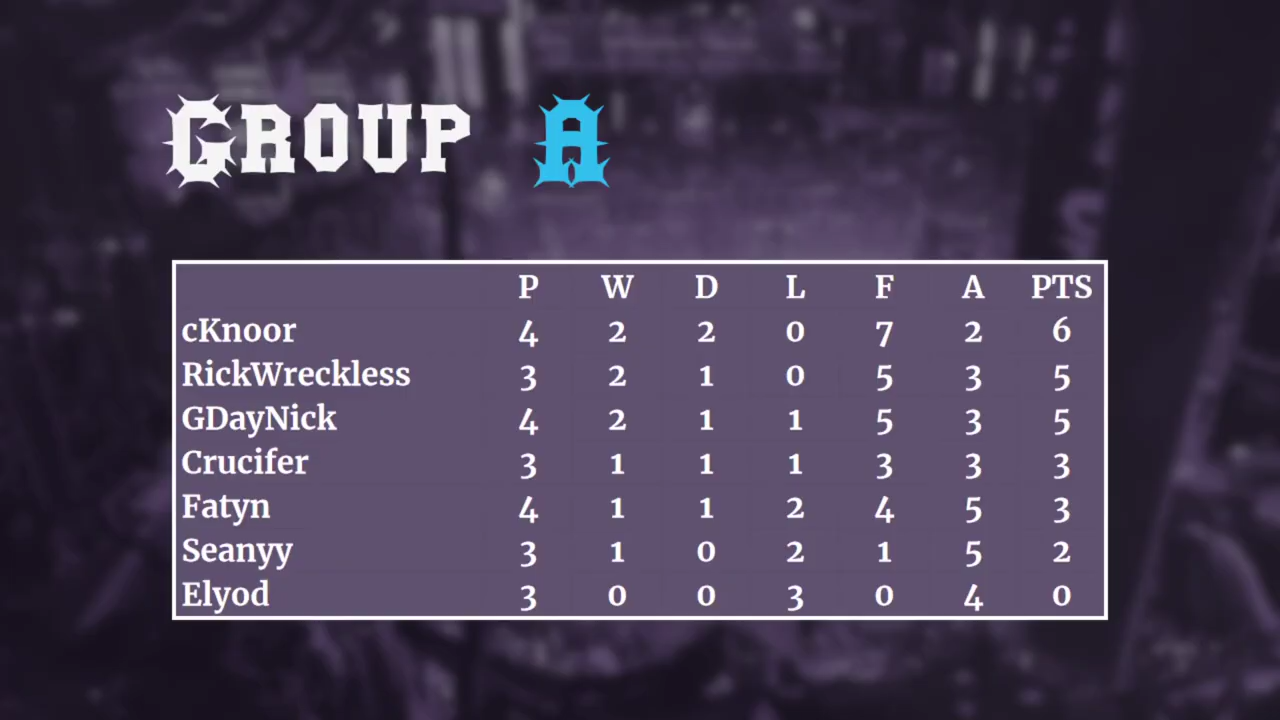 Group A
P W D L F A PTS
cKnoor 4 2 2 0 7 2 6
RickWreckless 3 2 1 0 5 3 5
GDayNick 4 2 1 1 5 3 5
Crucifer 3 1 1 1 3 3 3
Fatyn 4 1 1 2 4 5 3
Seanyy 3 1 0 2 1 5 2
Elyod 3 0 0 3 0 4 0